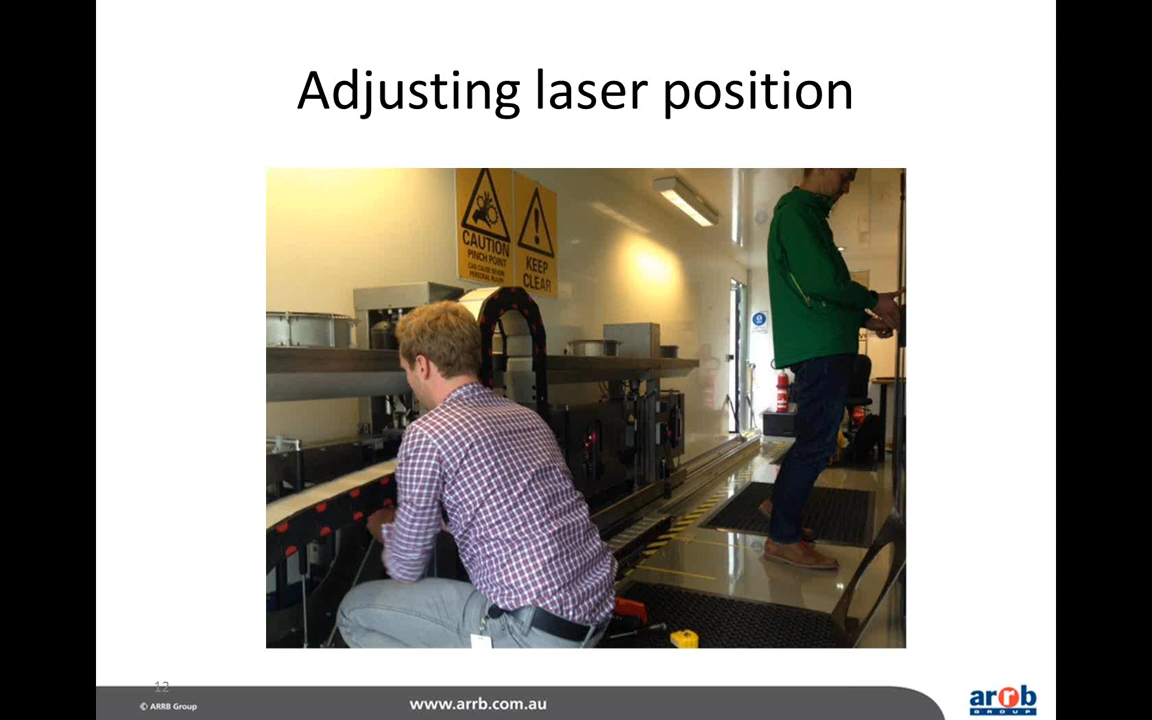 Adjusting laser position
CAUTION
PINCH POINT
CAN CAUSE SEVERE
PERSONAL INJURY
KEEP
CLEAR
12
© ARRB Group
www.arrb.com.au
arrb
GROUP